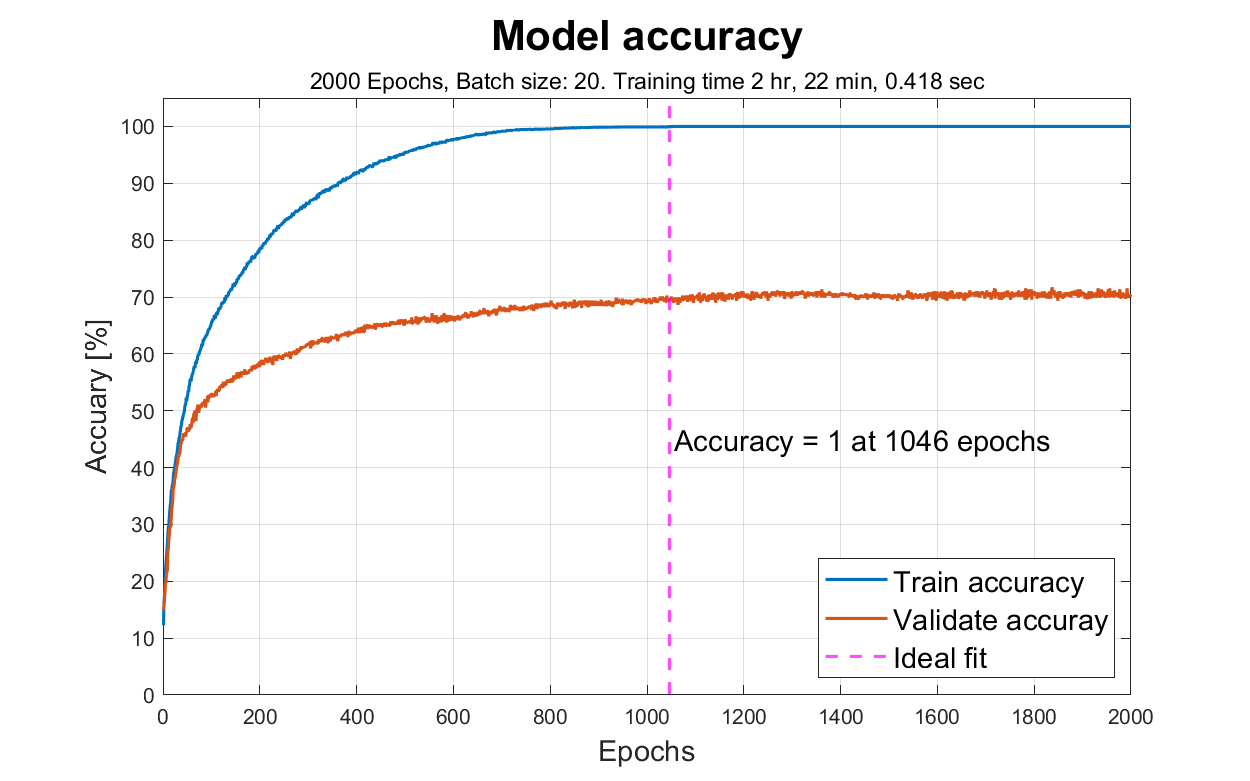 Model accuracy
2000 Epochs, Batch size: 20. Training time 2 hr, 22 min, 0.418 sec
100
90
80
70
60
50
40
30
20
10
0
Accuary [%]
Accuracy = 1 at 1046 epochs
Train accuracy
Validate accuray
Ideal fit
0 200 400 600 800 1000 1200 1400 1600 1800 2000
Epochs